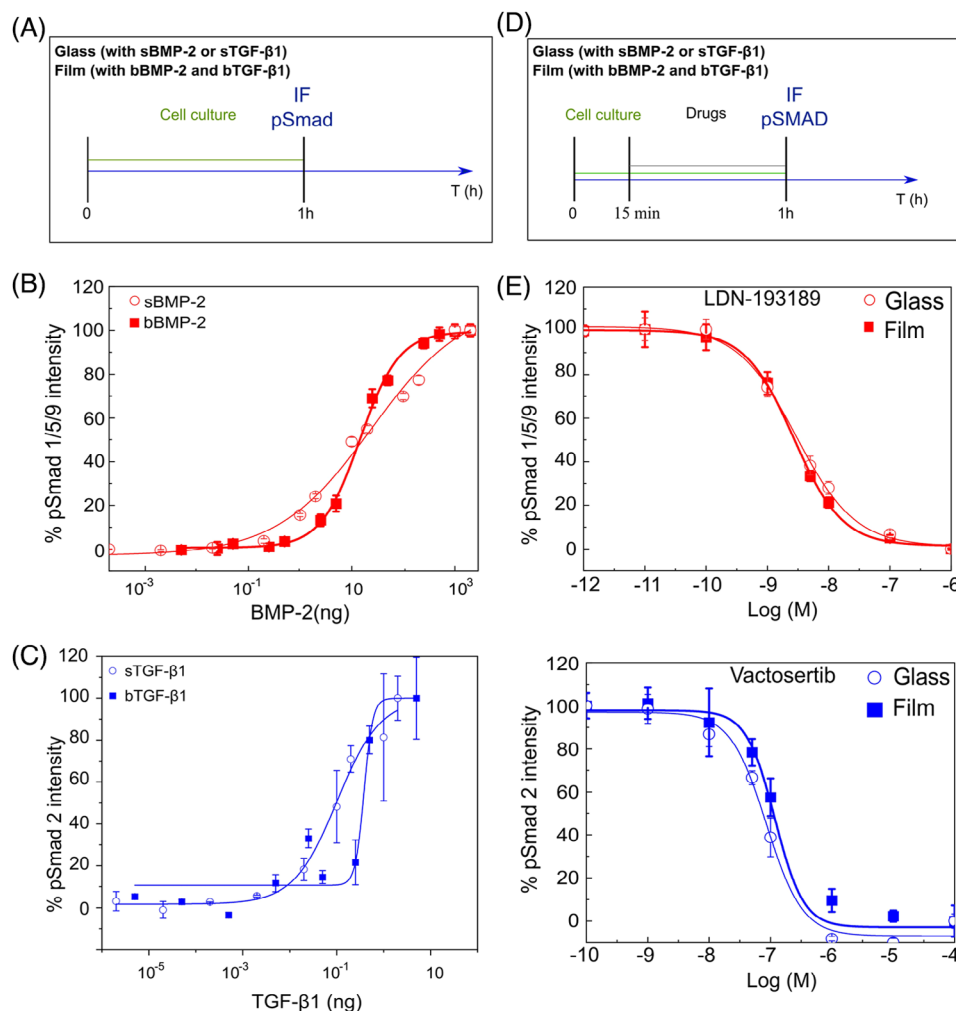 (A)
Glass (with sBMP-2 or sTGF-β1)
Film (with bBMP-2 and bTGF-β1)
IF
Cell culture
pSmad
T (h)
0
1h
(D)
Glass (with sBMP-2 or sTGF-β1)
Film (with bBMP-2 and bTGF-β1)
IF
Cell culture
Drugs
pSMAD
T (h)
0
15 min
1h
(B)
% pSmad 1/5/9 intensity
120
100
80
60
40
20
0
sBMP-2
bBMP-2
10⁻³
10⁻¹
10
10³
BMP-2(ng)
(E)
% pSmad 1/5/9 intensity
120
100
80
60
40
20
0
LDN-193189
Glass
Film
-12
-11
-10
-9
-8
-7
-6
Log (M)
(C)
% pSmad 2 intensity
120
100
80
60
40
20
0
sTGF-β1
bTGF-β1
10⁻⁵
10⁻³
10⁻¹
10
TGF-β1 (ng)
% pSmad 2 intensity
120
100
80
60
40
20
0
Vactosertib
Glass
Film
-10
-9
-8
-7
-6
-5
-4
Log (M)